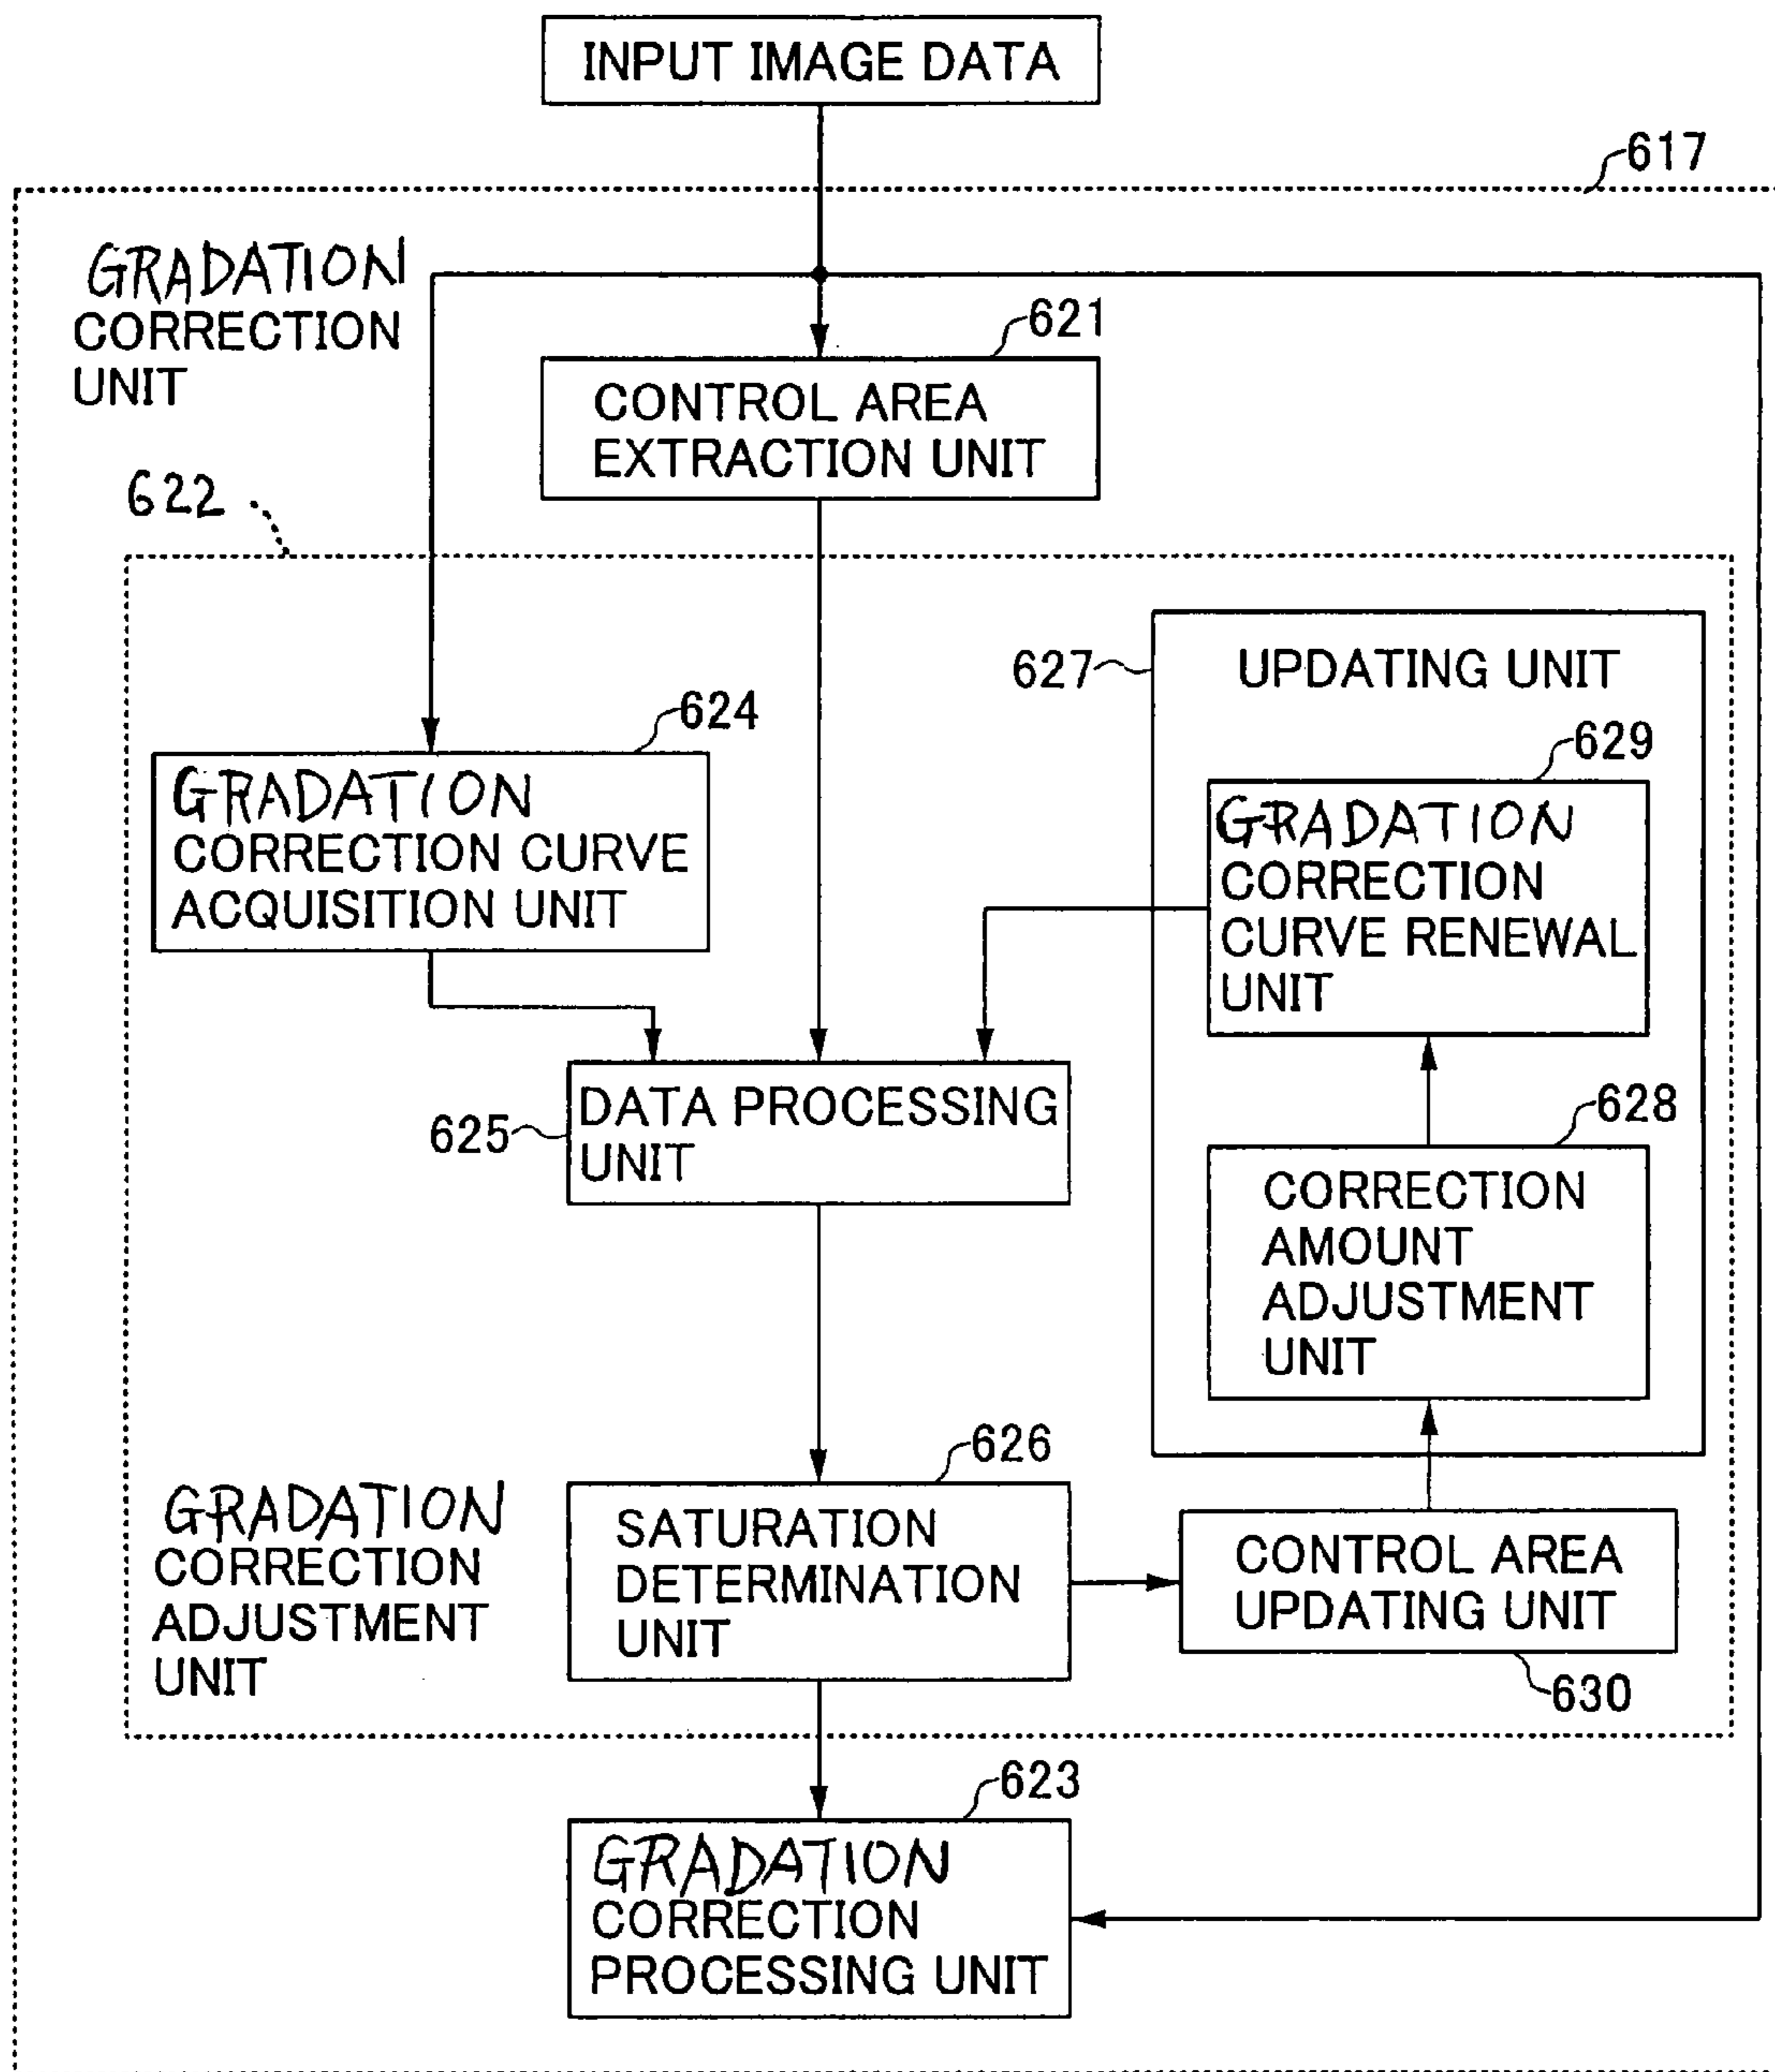 INPUT IMAGE DATA
617
GRADATION
CORRECTION
UNIT
621
CONTROL AREA
EXTRACTION UNIT
622
627
UPDATING UNIT
624
GRADATION
CORRECTION CURVE
ACQUISITION UNIT
629
GRADATION
CORRECTION
CURVE RENEWAL
UNIT
625
DATA PROCESSING
UNIT
628
CORRECTION
AMOUNT
ADJUSTMENT
UNIT
626
SATURATION
DETERMINATION
UNIT
GRADATION
CORRECTION
ADJUSTMENT
UNIT
CONTROL AREA
UPDATING UNIT
630
623
GRADATION
CORRECTION
PROCESSING UNIT